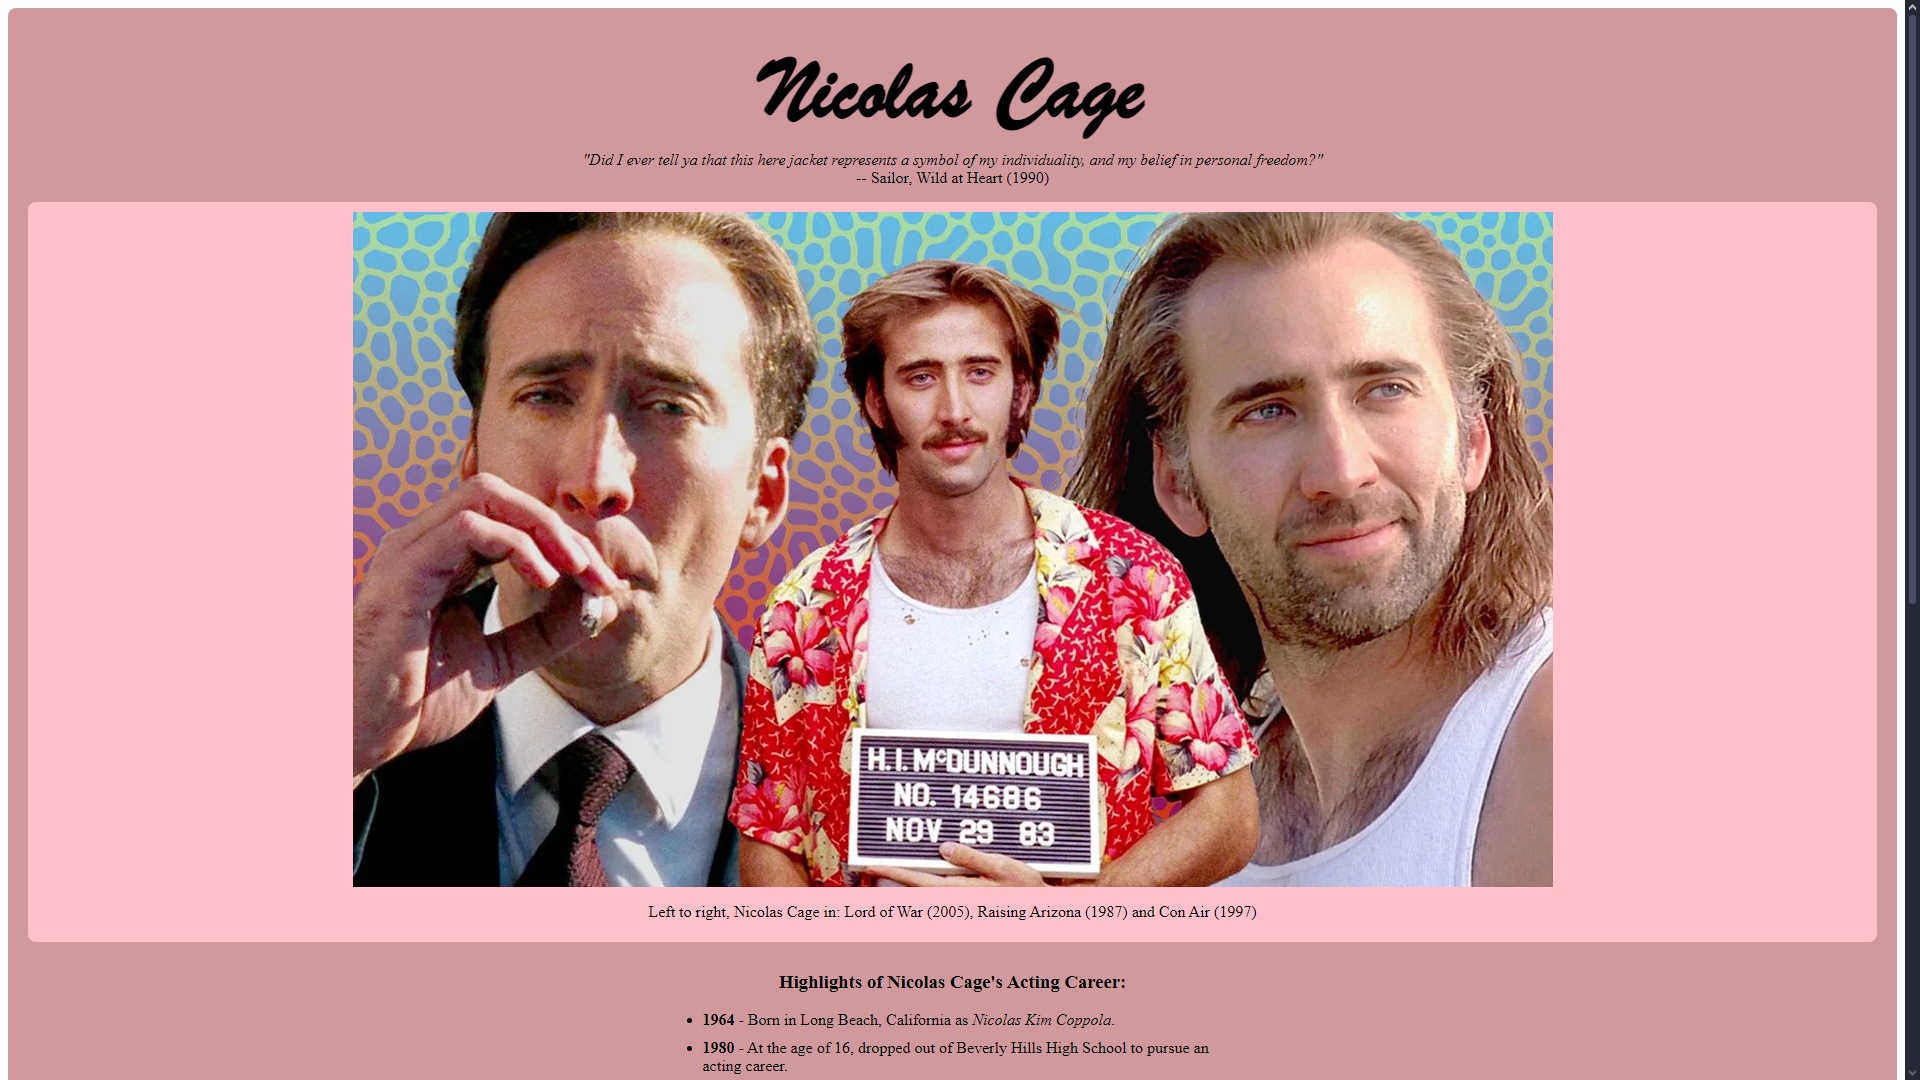 Nicolas Cage
"Did I ever tell ya that this here jacket represents a symbol of my individuality, and my belief in personal freedom?"
-- Sailor, Wild at Heart (1990)
H.I. McDUNNOUGH
NO. 14686
NOV 29 83
Left to right, Nicolas Cage in: Lord of War (2005), Raising Arizona (1987) and Con Air (1997)
Highlights of Nicolas Cage's Acting Career:
• 1964 - Born in Long Beach, California as Nicolas Kim Coppola.
• 1980 - At the age of 16, dropped out of Beverly Hills High School to pursue an
acting career.